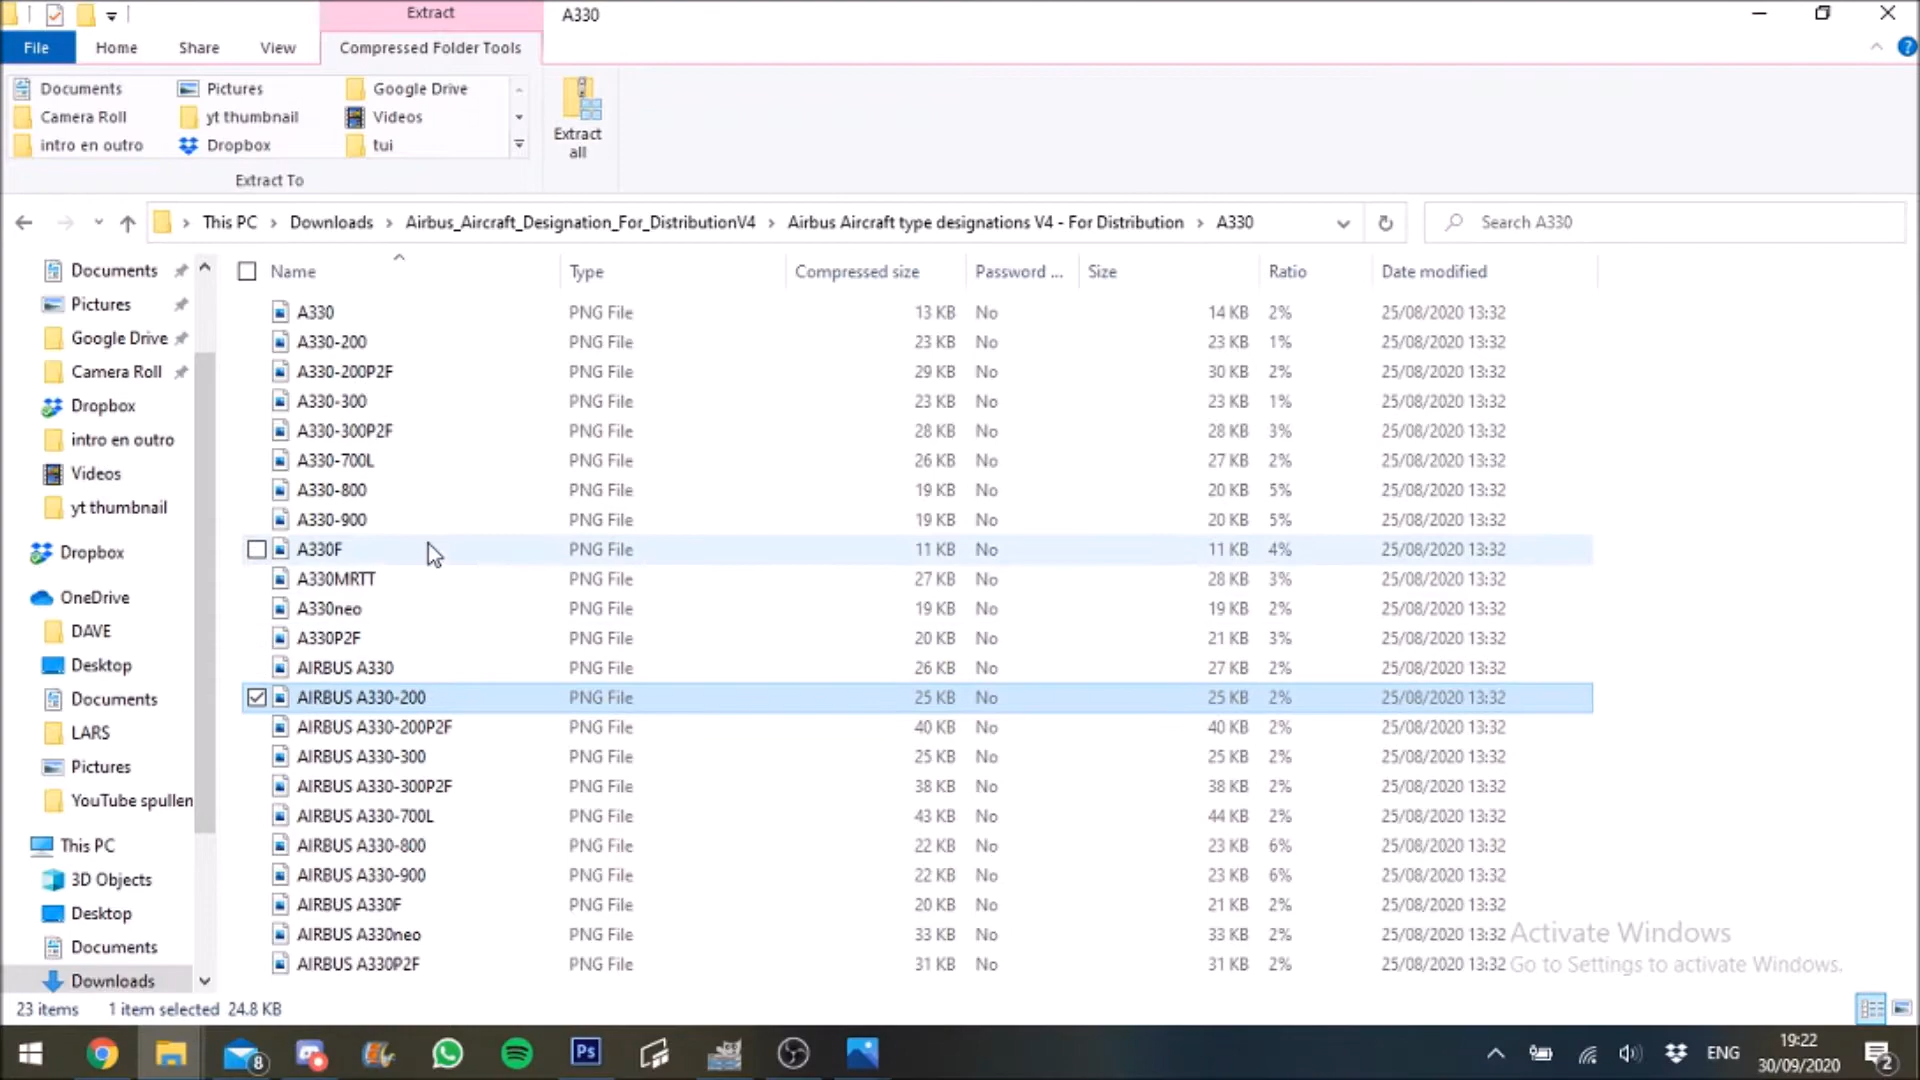 Extract
A330
File Home Share View Compressed Folder Tools
Documents Pictures Google Drive
Camera Roll yt thumbnail Videos
intro en outro Dropbox tui
Extract all
Extract To
This PC > Downloads > Airbus_Aircraft_Designation_For_DistributionV4 > Airbus Aircraft type designations V4 - For Distribution > A330
Search A330
Documents
Pictures
Google Drive
Camera Roll
Dropbox
intro en outro
Videos
yt thumbnail
Dropbox
OneDrive
DAVE
Desktop
Documents
LARS
Pictures
YouTube spullen
This PC
3D Objects
Desktop
Documents
Downloads
Name Type Compressed size Password ... Size Ratio Date modified
A330 PNG File 13 KB No 14 KB 2% 25/08/2020 13:32
A330-200 PNG File 23 KB No 23 KB 1% 25/08/2020 13:32
A330-200P2F PNG File 29 KB No 30 KB 2% 25/08/2020 13:32
A330-300 PNG File 23 KB No 23 KB 1% 25/08/2020 13:32
A330-300P2F PNG File 28 KB No 28 KB 3% 25/08/2020 13:32
A330-700L PNG File 26 KB No 27 KB 2% 25/08/2020 13:32
A330-800 PNG File 19 KB No 20 KB 5% 25/08/2020 13:32
A330-900 PNG File 19 KB No 20 KB 5% 25/08/2020 13:32
A330F PNG File 11 KB No 11 KB 4% 25/08/2020 13:32
A330MRTT PNG File 27 KB No 28 KB 3% 25/08/2020 13:32
A330neo PNG File 19 KB No 19 KB 2% 25/08/2020 13:32
A330P2F PNG File 20 KB No 21 KB 3% 25/08/2020 13:32
AIRBUS A330 PNG File 26 KB No 27 KB 2% 25/08/2020 13:32
AIRBUS A330-200 PNG File 25 KB No 25 KB 2% 25/08/2020 13:32
AIRBUS A330-200P2F PNG File 40 KB No 40 KB 2% 25/08/2020 13:32
AIRBUS A330-300 PNG File 25 KB No 25 KB 2% 25/08/2020 13:32
AIRBUS A330-300P2F PNG File 38 KB No 38 KB 2% 25/08/2020 13:32
AIRBUS A330-700L PNG File 43 KB No 44 KB 2% 25/08/2020 13:32
AIRBUS A330-800 PNG File 22 KB No 23 KB 6% 25/08/2020 13:32
AIRBUS A330-900 PNG File 22 KB No 23 KB 6% 25/08/2020 13:32
AIRBUS A330F PNG File 20 KB No 21 KB 2% 25/08/2020 13:32
AIRBUS A330neo PNG File 33 KB No 33 KB 2% 25/08/2020 13:32
AIRBUS A330P2F PNG File 31 KB No 31 KB 2% 25/08/2020 13:32
Activate Windows
Go to Settings to activate Windows.
23 items 1 item selected 24.8 KB
8 Ps ENG 19:22
30/09/2020 2